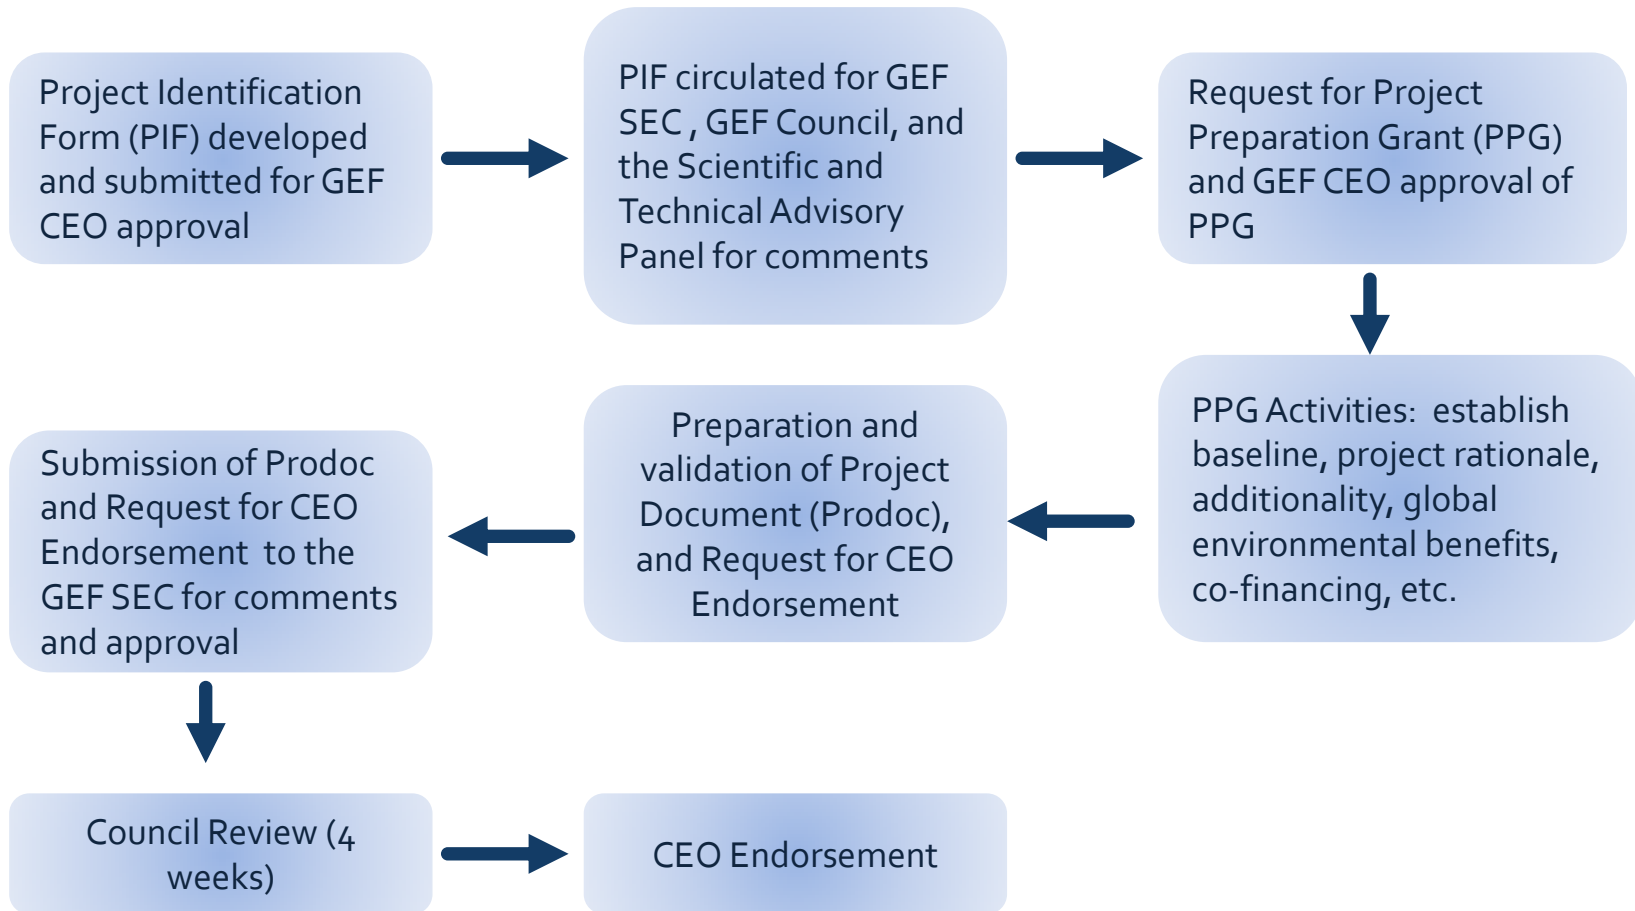 Project Identification
Form (PIF) developed
and submitted for GEF
CEO approval
PIF circulated for GEF
SEC , GEF Council, and
the Scientific and
Technical Advisory
Panel for comments
Request for Project
Preparation Grant (PPG)
and GEF CEO approval of
PPG
PPG Activities:  establish
baseline, project rationale,
additionality, global
environmental benefits,
co-financing, etc.
Preparation and
validation of Project
Document (Prodoc),
and Request for CEO
Endorsement
Submission of Prodoc
and Request for CEO
Endorsement  to the
GEF SEC for comments
and approval
Council Review (4
weeks)
CEO Endorsement